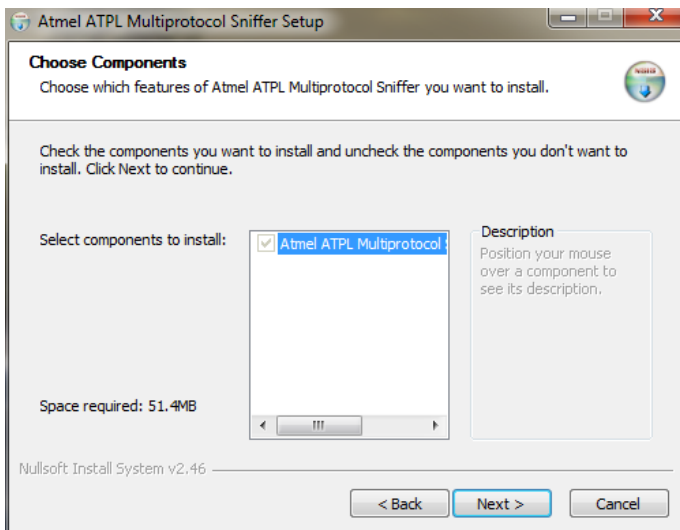 Atmel ATPL Multiprotocol Sniffer Setup
Choose Components
Choose which features of Atmel ATPL Multiprotocol Sniffer you want to install.
Check the components you want to install and uncheck the components you don't want to
install. Click Next to continue.
Select components to install:
Atmel ATPL Multiprotocol
Description
Position your mouse
over a component to
see its description.
Space required: 51.4MB
Nullsoft Install System v2.46
< Back
Next >
Cancel